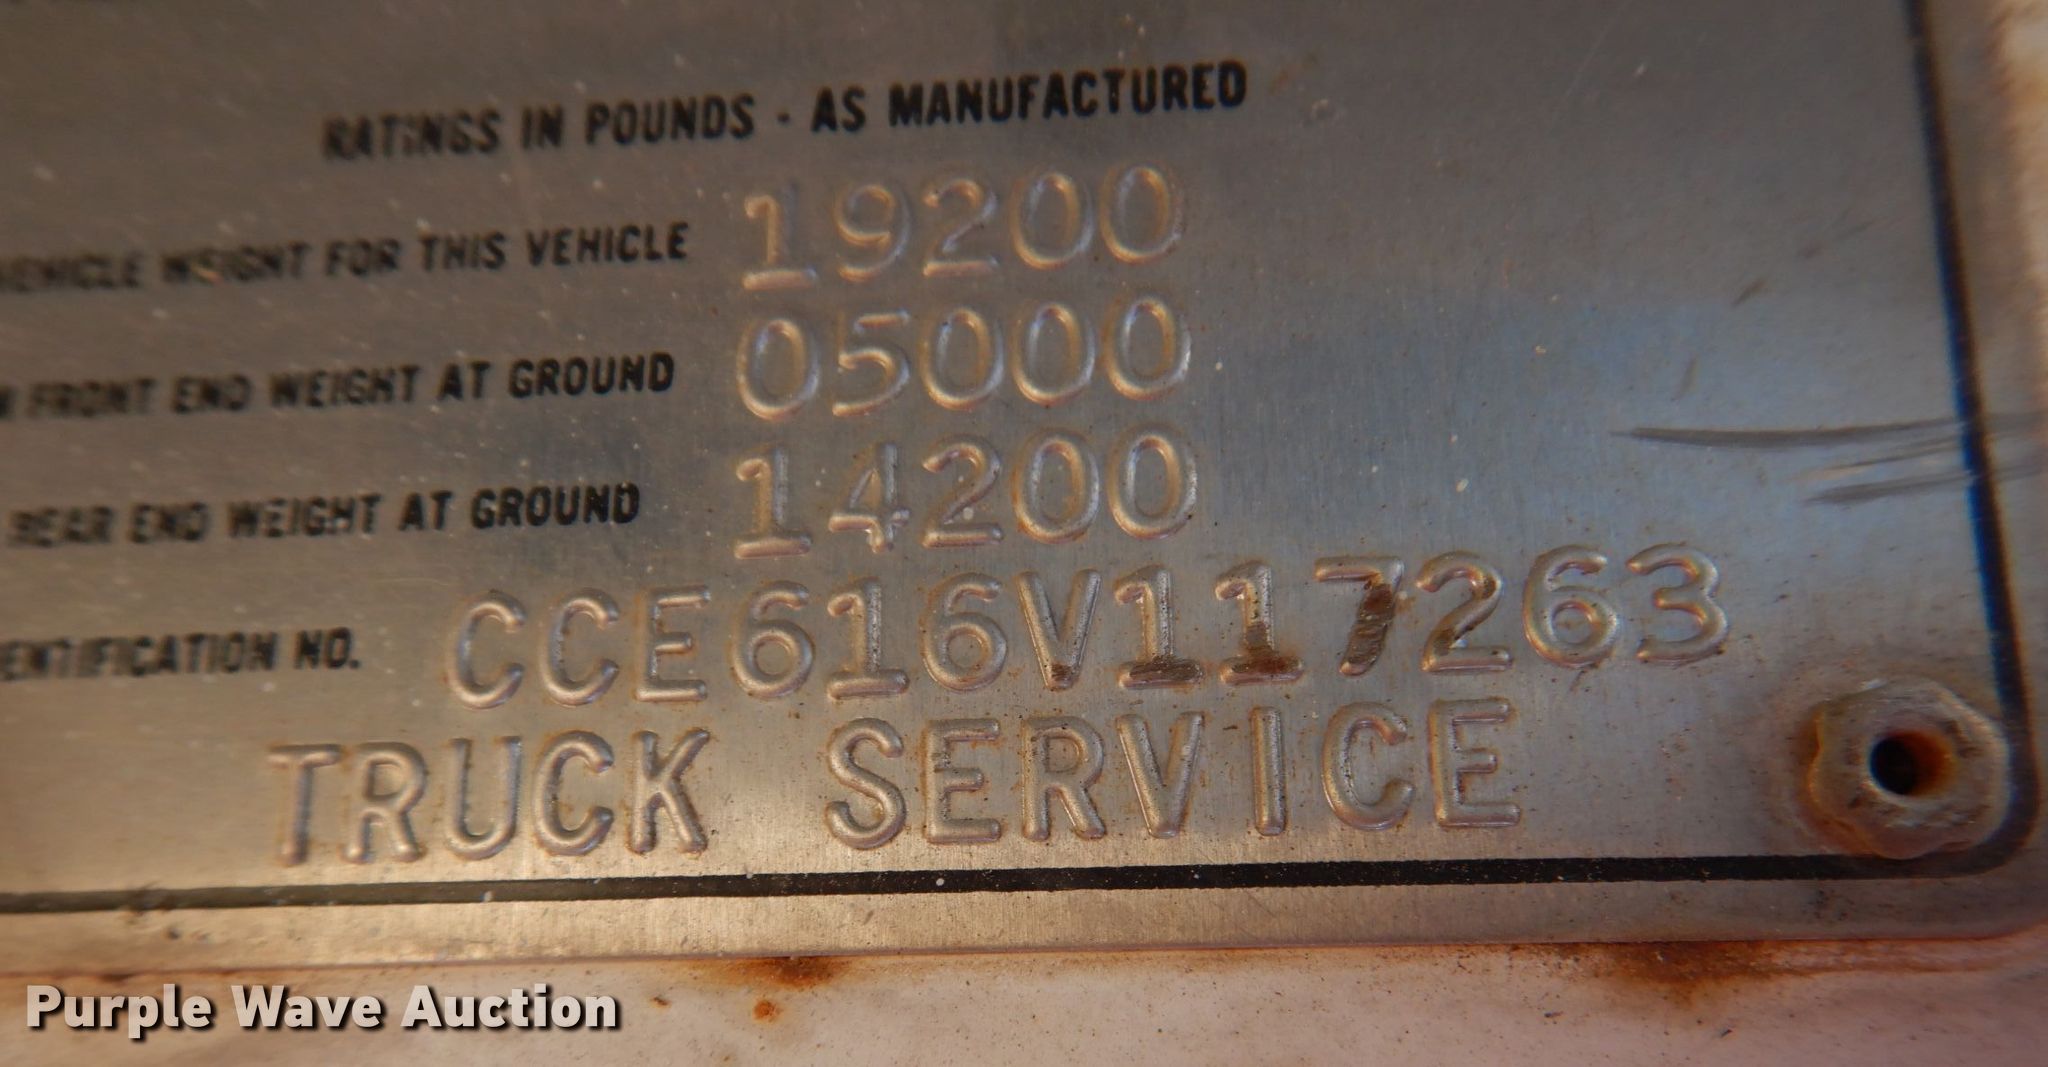 RATINGS IN POUNDS - AS MANUFACTURED
VEHICLE WEIGHT FOR THIS VEHICLE 19200
FRONT END WEIGHT AT GROUND 05000
REAR END WEIGHT AT GROUND 14200
ENTIFICATION NO. CCE616V117263
TRUCK SERVICE
Purple Wave Auction